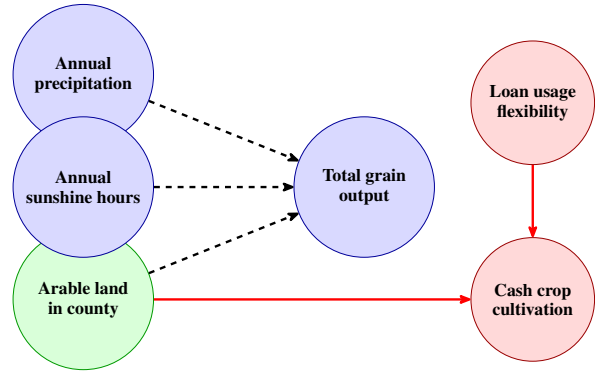 Annual
precipitation
Loan usage
flexibility
Annual
sunshine hours
Total grain
output
Arable land
in county
Cash crop
cultivation